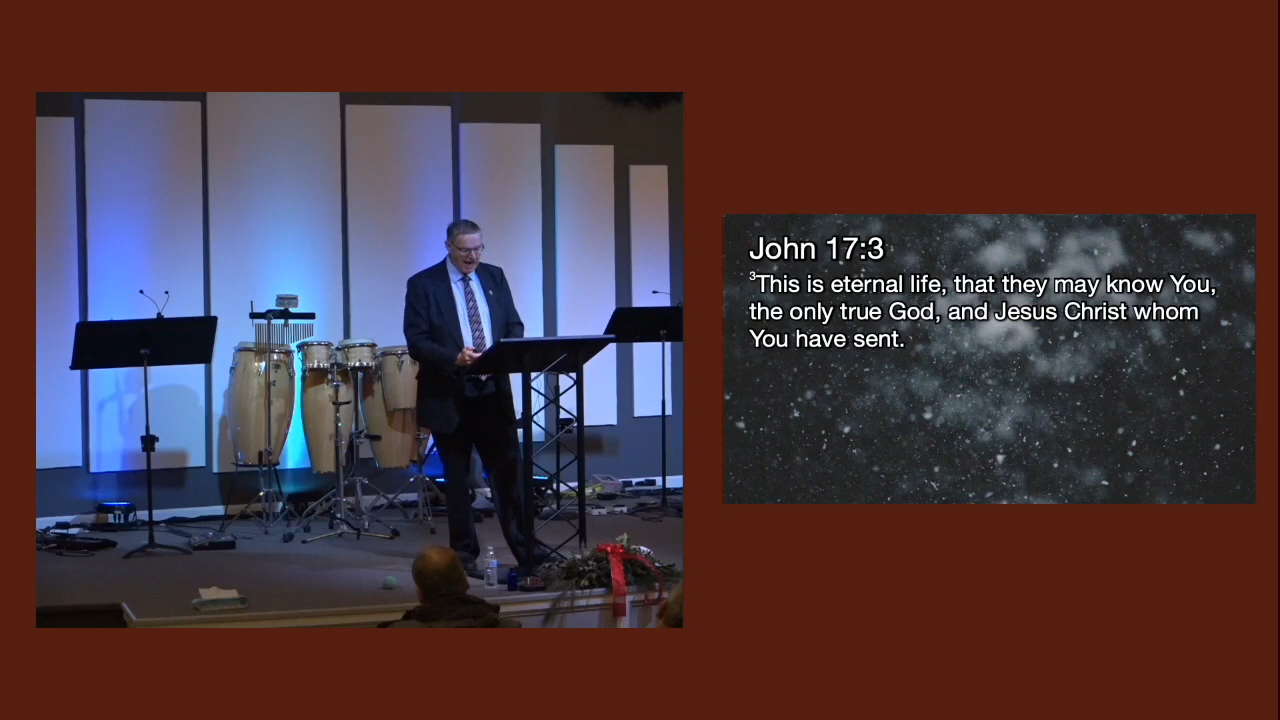 John 17:3
³This is eternal life, that they may know You,
the only true God, and Jesus Christ whom
You have sent.